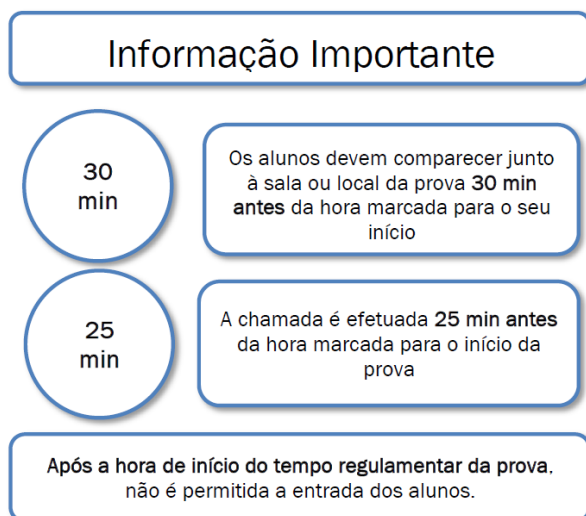 Informação Importante
30
min
Os alunos devem comparecer junto
à sala ou local da prova 30 min
antes da hora marcada para o seu
início
25
min
A chamada é efetuada 25 min antes
da hora marcada para o início da
prova
Após a hora de início do tempo regulamentar da prova,
não é permitida a entrada dos alunos.